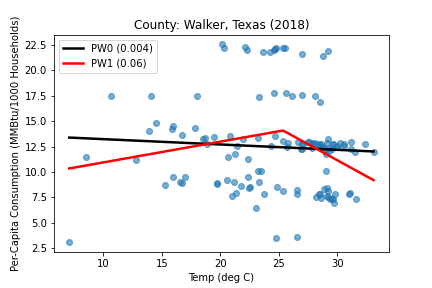 County: Walker, Texas (2018)
PW0 (0.004)
PW1 (0.06)
Per-Capita Consumption (MMBtu/1000 Households)
22.5
20.0
17.5
15.0
12.5
10.0
7.5
5.0
2.5
10 15 20 25 30
Temp (deg C)